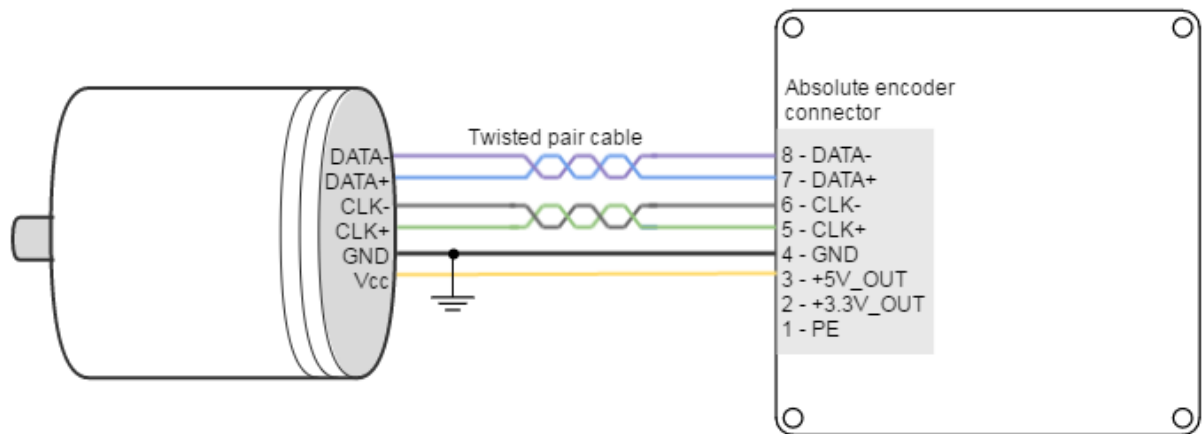 Absolute encoder
connector
Twisted pair cable
DATA-
DATA+
CLK-
CLK+
GND
Vcc
8 - DATA-
7 - DATA+
6 - CLK-
5 - CLK+
4 - GND
3 - +5V_OUT
2 - +3.3V_OUT
1 - PE